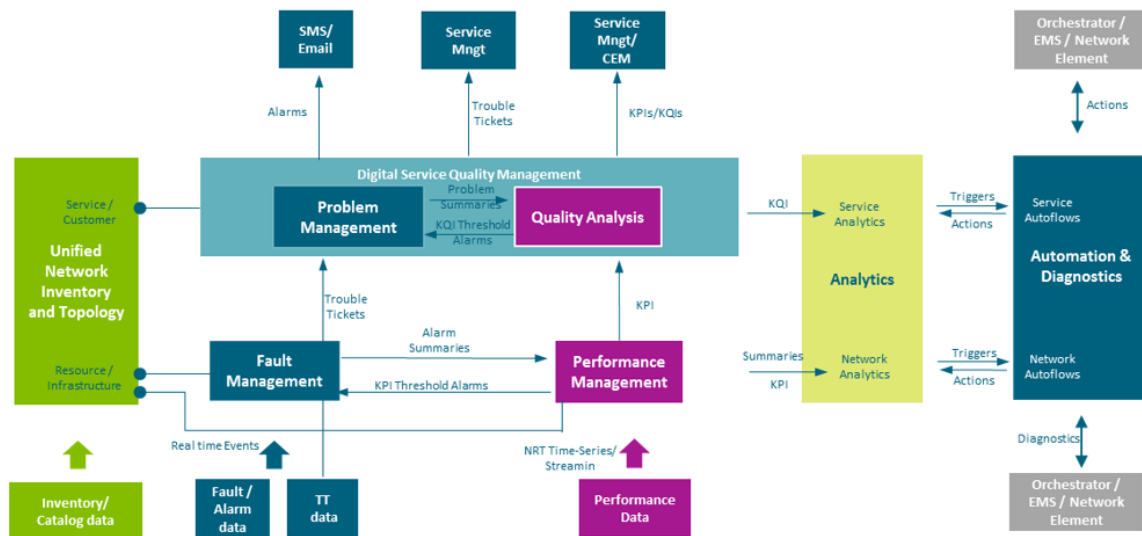 SMS/
Email
Service
Mngt
Service
Mngt/
CEM
Orchestrator /
EMS / Network
Element
Alarms
Trouble
Tickets
KPIs/KQIs
Actions
Digital Service Quality Management
Service /
Customer
Problem
Management
Problem
Summaries
KQI Threshold
Alarms
Quality Analysis
KQI
Service
Analytics
Triggers
Actions
Service
Autoflows
Unified
Network
Inventory
and Topology
Analytics
Automation &
Diagnostics
Trouble
Tickets
KPI
Resource /
Infrastructure
Fault
Management
Alarm
Summaries
KPI Threshold Alarms
Performance
Management
Summaries
KPI
Network
Analytics
Triggers
Actions
Network
Autoflows
Real time Events
NRT Time-Series/
Streamin
Diagnostics
Inventory/
Catalog data
Fault /
Alarm
data
TT
data
Performance
Data
Orchestrator /
EMS / Network
Element